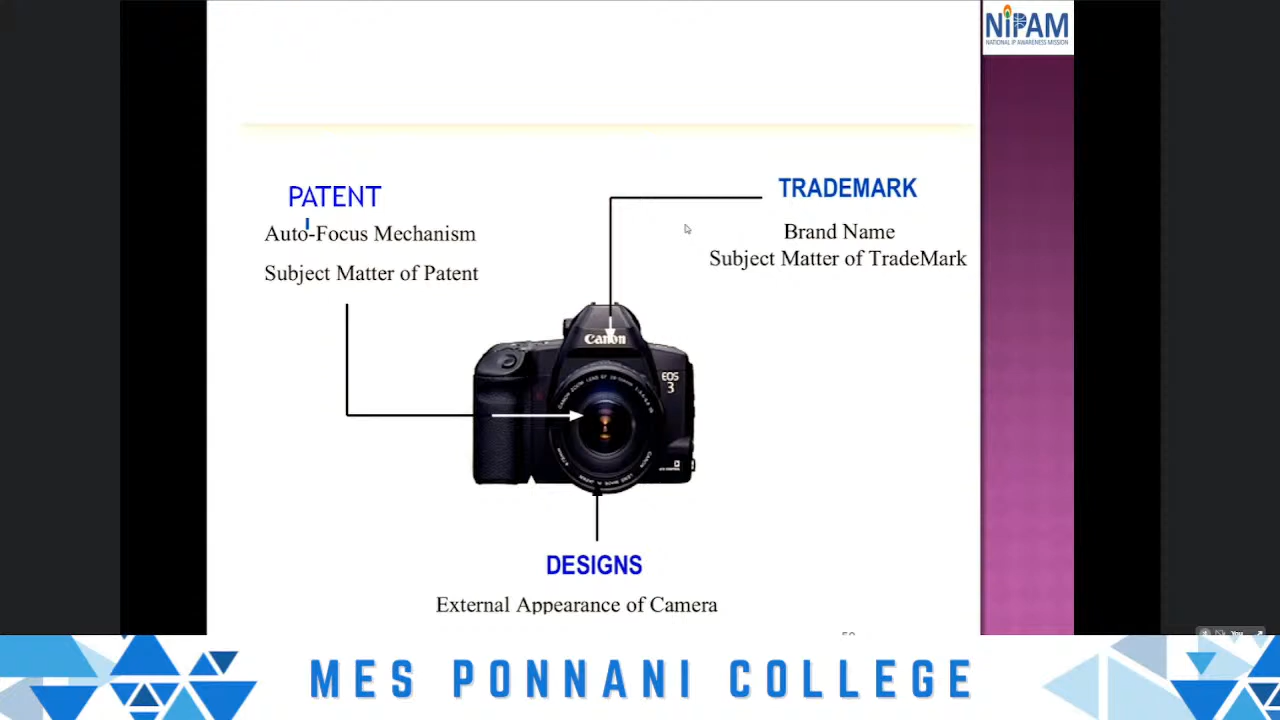 NiPAM
NATIONAL IP AWARENESS MISSION
PATENT
Auto-Focus Mechanism
Subject Matter of Patent
TRADEMARK
Brand Name
Subject Matter of TradeMark
Canon
EOS
3
DESIGNS
External Appearance of Camera
You
MES PONNANI COLLEGE